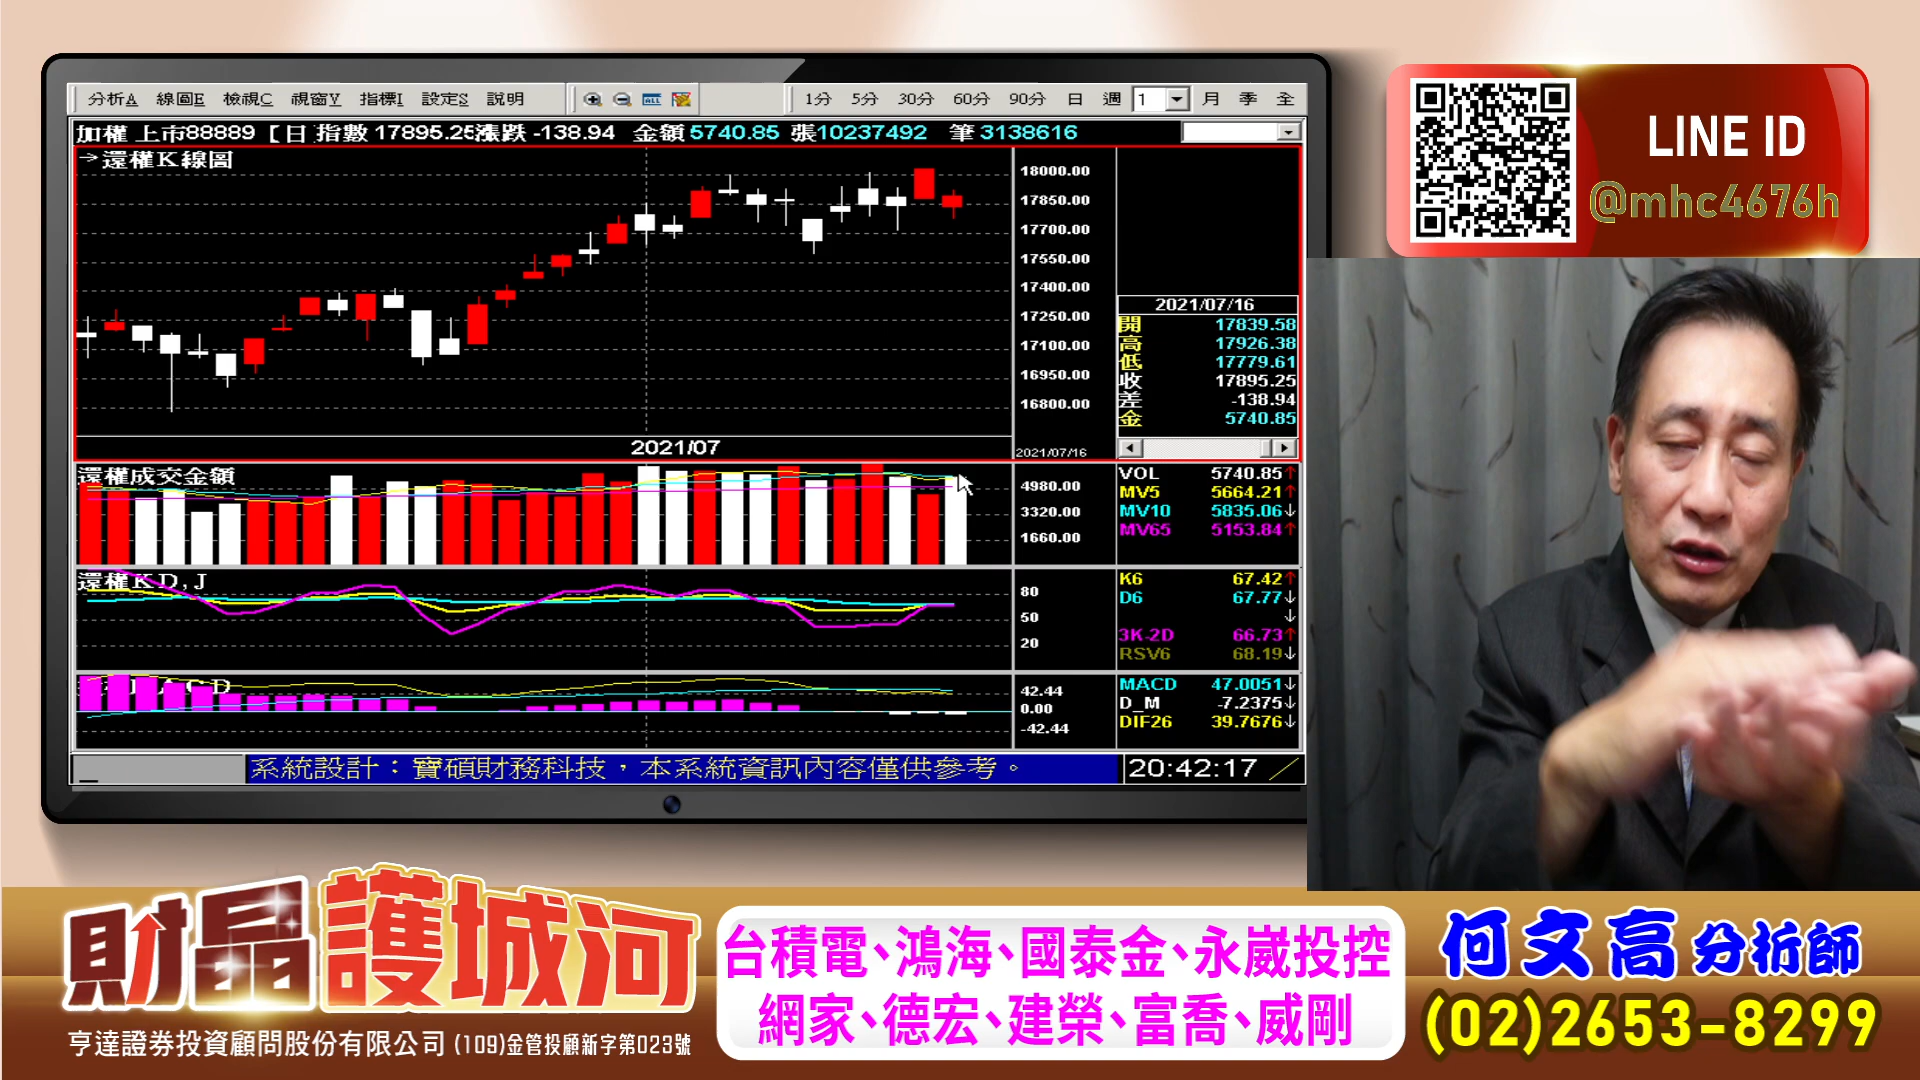 分析A 線圖E 檢視C 視窗V 指標I 設定S 說明 1分 5分 30分 60分 90分 日 週 1 月 季 全
加權 上市88889 [日]指數 17895.25 漲跌 -138.94 金額 5740.85 張10237492 筆 3138616
→還權K線圖
18000.00
17850.00
17700.00
17550.00
17400.00
17250.00
17100.00
16950.00
16800.00
2021/07
2021/07/16
2021/07/16
開 17839.58
高 17926.38
低 17779.61
收 17895.25
差 -138.94
金 5740.85
還權成交金額
4980.00
3320.00
1660.00
VOL 5740.85↑
MV5 5664.21↑
MV10 5835.06↓
MV65 5153.84↑
還權KD,J
80
50
20
K6 67.42↑
D6 67.77↓
↓
3K-2D 66.73↑
RSV6 68.19↓
42.44
0.00
-42.44
MACD 47.0051↓
D_M -7.2375↓
DIF26 39.7676↓
系統設計：寶碩財務科技，本系統資訊內容僅供參考。
20:42:17
LINE ID
@mhc4676h
財晶護城河
亨達證券投資顧問股份有限公司 (109)金管投顧新字第023號
台積電、鴻海、國泰金、永崴投控
網家、德宏、建榮、富喬、威剛
何文高 分析師
(02)2653-8299